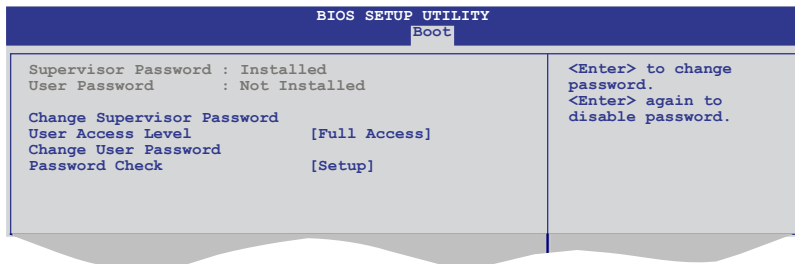 BIOS SETUP UTILITY
Boot
Supervisor Password : Installed
User Password : Not Installed
Change Supervisor Password
User Access Level [Full Access]
Change User Password
Password Check [Setup]
<Enter> to change
password.
<Enter> again to
disable password.